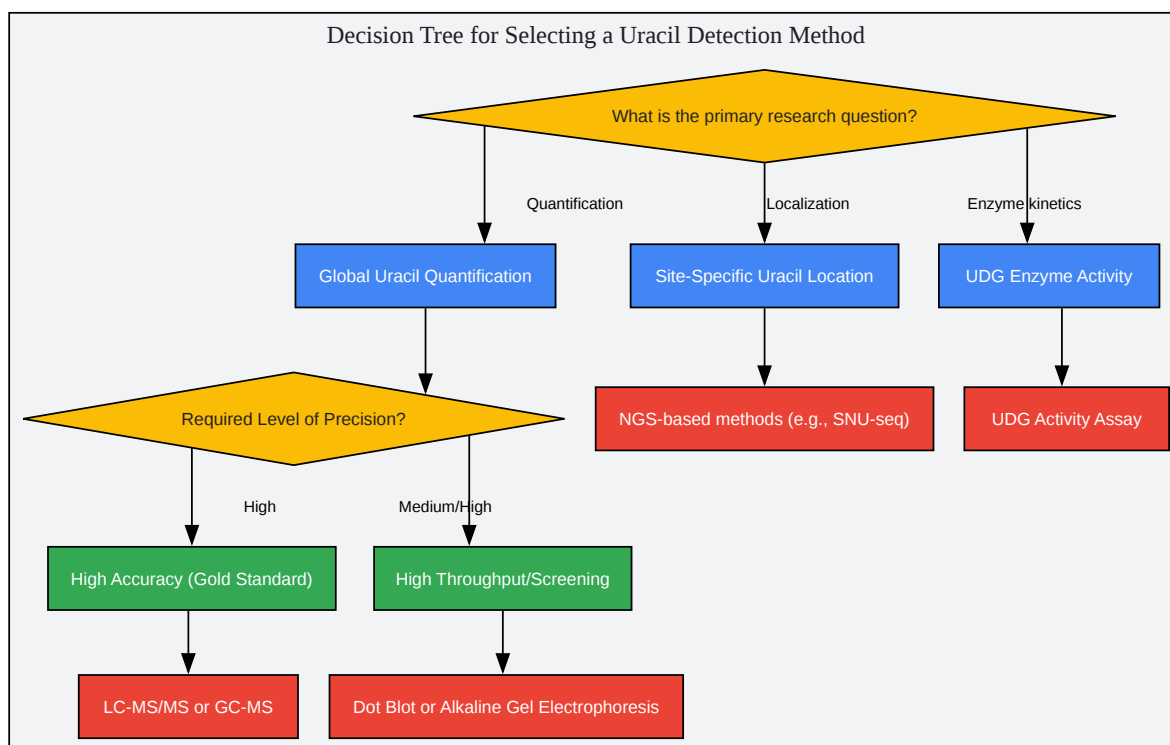 Decision Tree for Selecting a Uracil Detection Method
What is the primary research question?
Quantification
Localization
Enzyme kinetics
Global Uracil Quantification
Site-Specific Uracil Location
UDG Enzyme Activity
Required Level of Precision?
NGS-based methods (e.g., SNU-seq)
UDG Activity Assay
High
Medium/High
High Accuracy (Gold Standard)
High Throughput/Screening
LC-MS/MS or GC-MS
Dot Blot or Alkaline Gel Electrophoresis